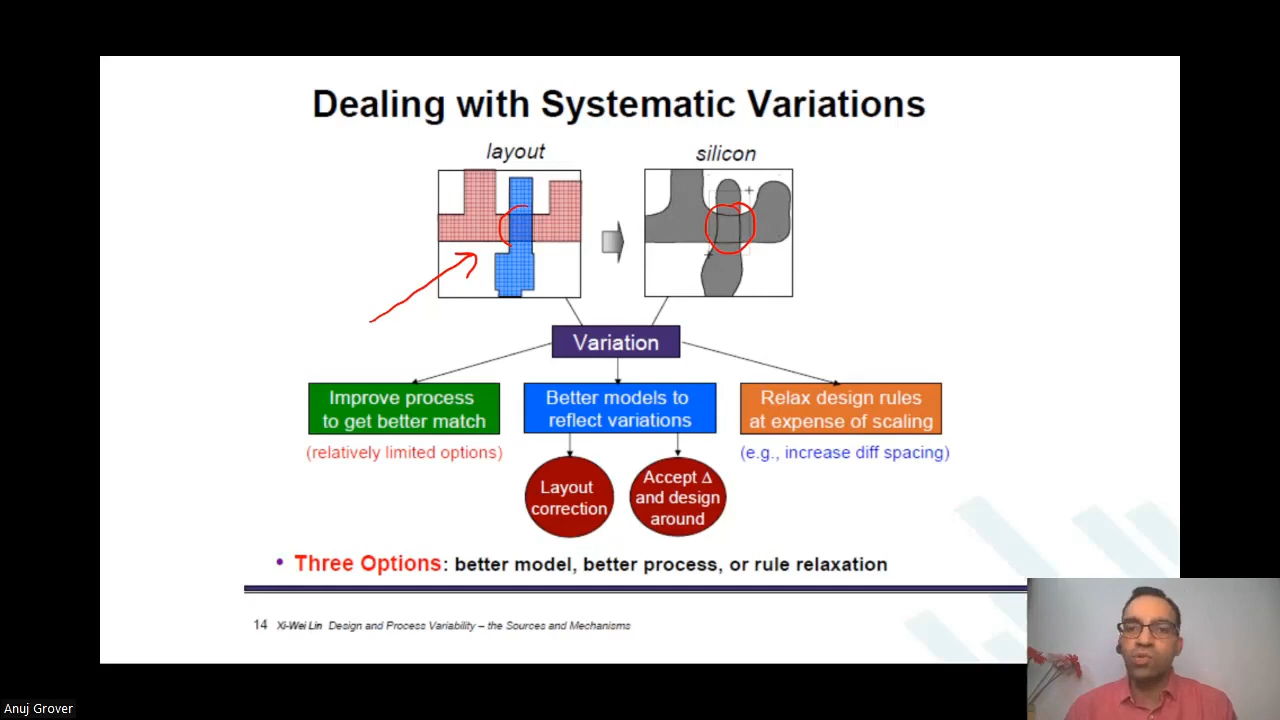 Dealing with Systematic Variations
layout
silicon
Variation
Improve process
to get better match
(relatively limited options)
Better models to
reflect variations
Relax design rules
at expense of scaling
(e.g., increase diff spacing)
Layout
correction
Accept Δ
and design
around
• Three Options: better model, better process, or rule relaxation
14 Xi-Wei Lin Design and Process Variability – the Sources and Mechanisms
Anuj Grover